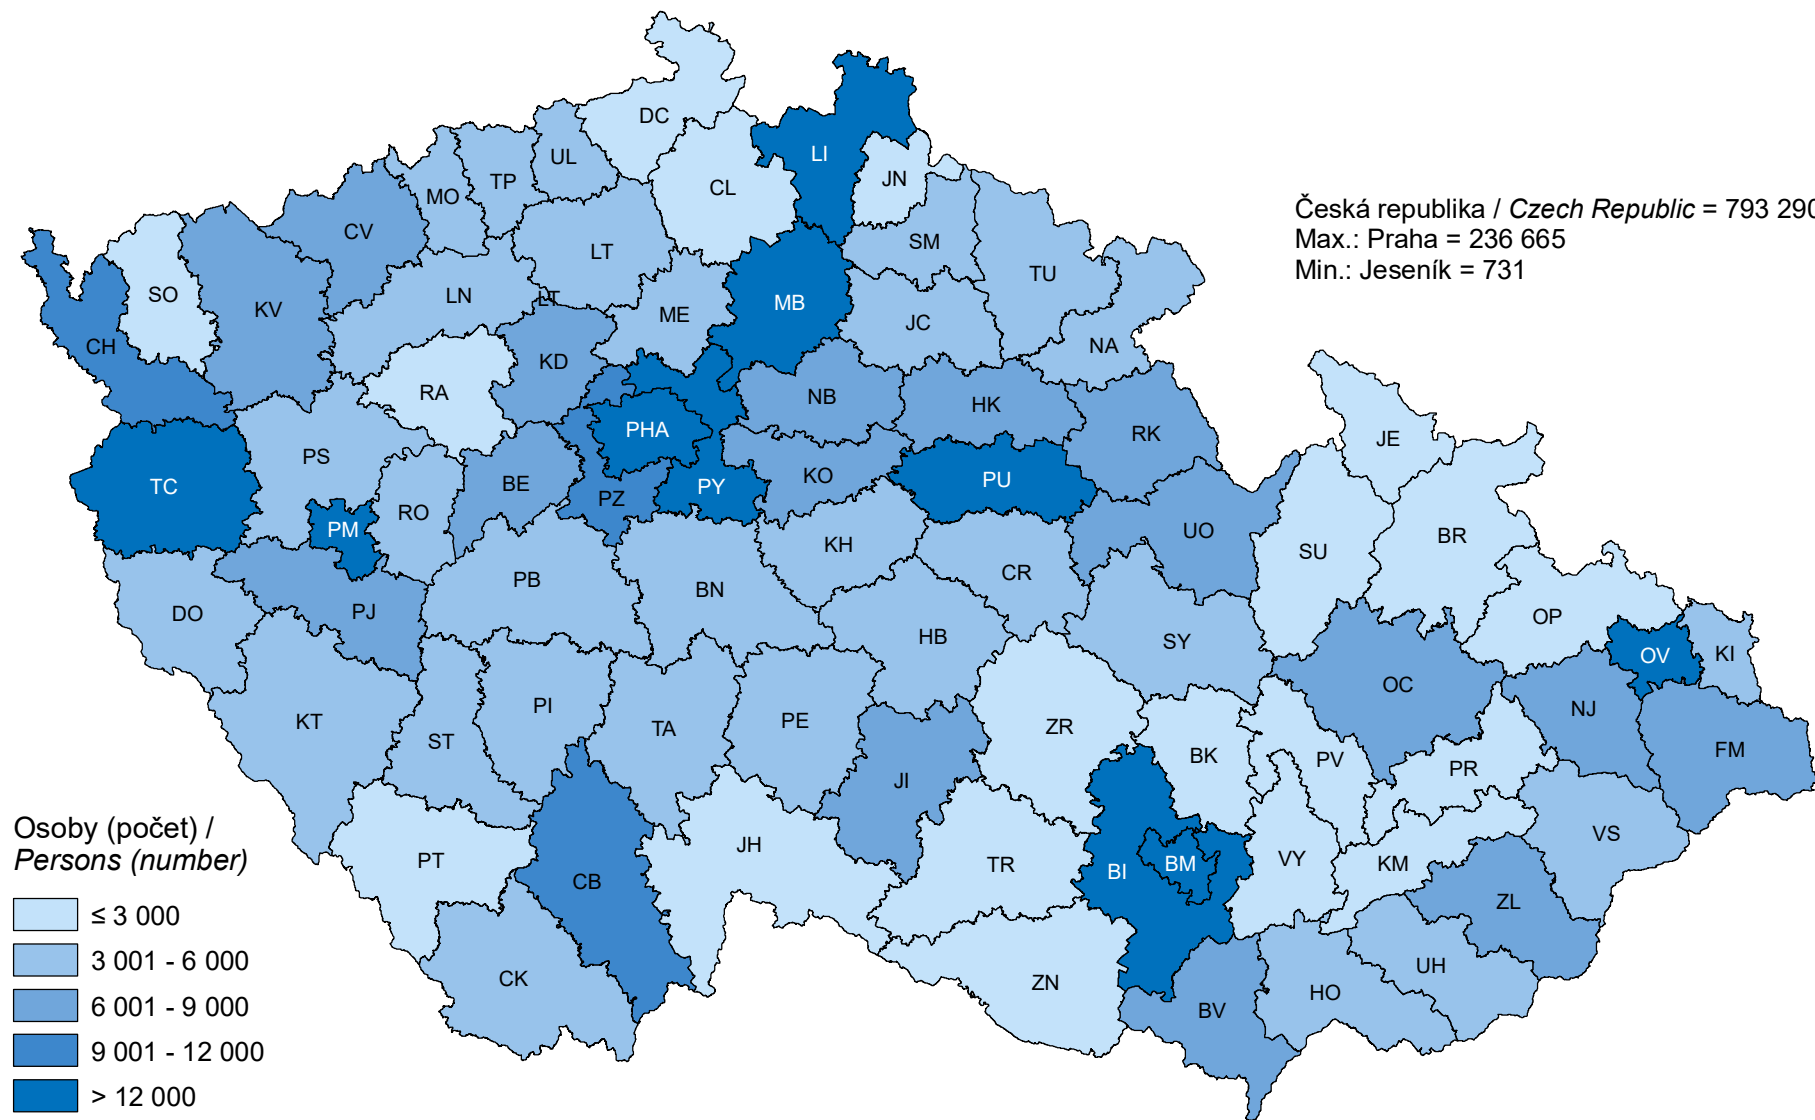 DC
LI
UL
TP
MO
CL
JN
CV
Česká republika / Czech Republic = 793 290
Max.: Praha = 236 665
Min.: Jeseník = 731
SM
LT
TU
SO
KV
LN
LT
ME
MB
JC
CH
NA
KD
RA
NB
HK
PHA
RK
JE
PS
TC
BE
PZ
PY
KO
PU
RO
PM
UO
SU
BR
KH
CR
PB
BN
DO
PJ
OP
HB
SY
OV
KI
OC
KT
ST
PI
TA
PE
ZR
NJ
BK
PV
FM
PR
JI
VS
Osoby (počet) /
Persons (number)
PT
JH
TR
BI
BM
VY
KM
CB
ZL
≤ 3 000
3 001 - 6 000
6 001 - 9 000
9 001 - 12 000
> 12 000
CK
ZN
BV
HO
UH